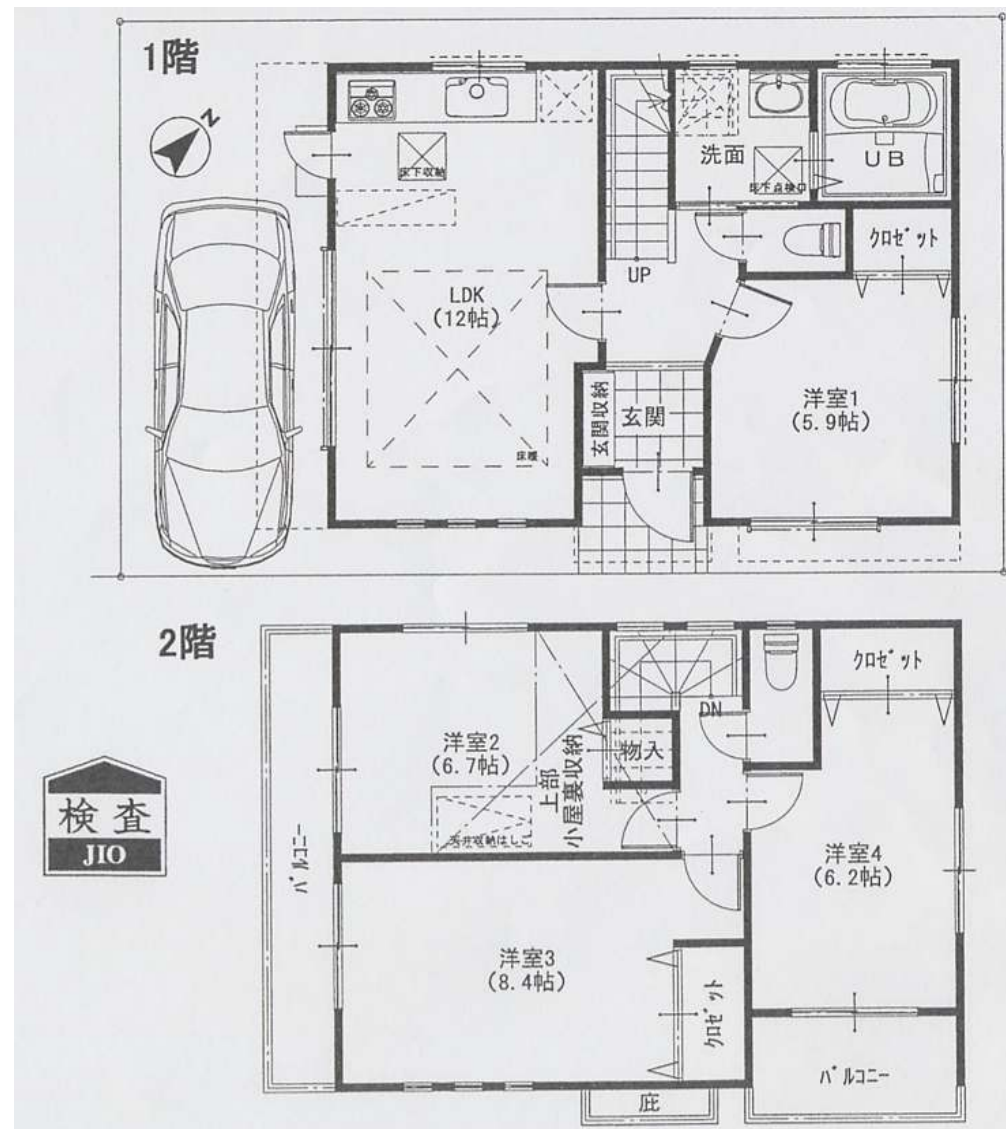 1階
N
床下収納
洗面
床下点検口
UB
クロゼット
UP
LDK
(12帖)
床暖
玄関収納
玄関
洋室1
(5.9帖)
2階
クロゼット
DN
洋室2
(6.7帖)
物入
上部
小屋裏収納
天井収納はしご
バルコニー
洋室4
(6.2帖)
検査
JIO
洋室3
(8.4帖)
クロゼット
バルコニー
庇